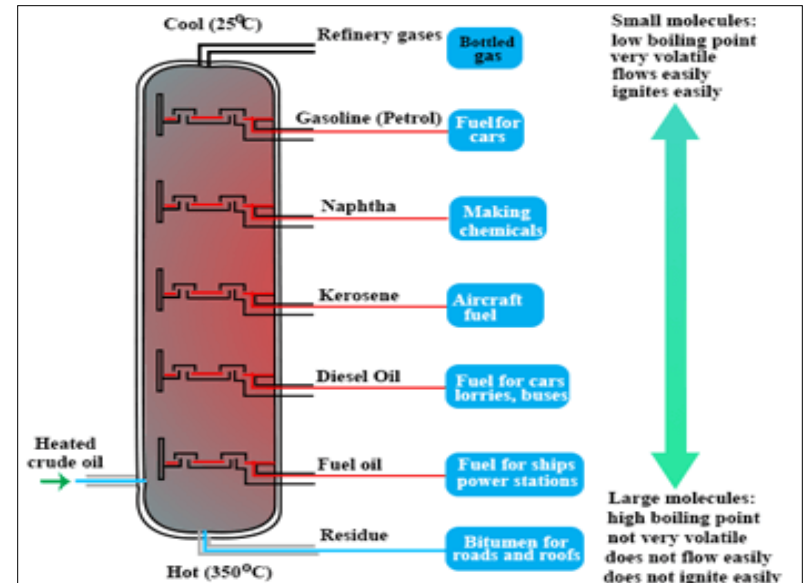 Cool (25°C)
Refinery gases
Bottled
gas
Gasoline (Petrol)
Fuel for
cars
Naphtha
Making
chemicals
Kerosene
Aircraft
fuel
Diesel Oil
Fuel for cars
lorries, buses
Heated
crude oil
Fuel oil
Fuel for ships
power stations
Residue
Bitumen for
roads and roofs
Hot (350°C)
Small molecules:
low boiling point
very volatile
flows easily
ignites easily
Large molecules:
high boiling point
not very volatile
does not flow easily
does not ignite easily